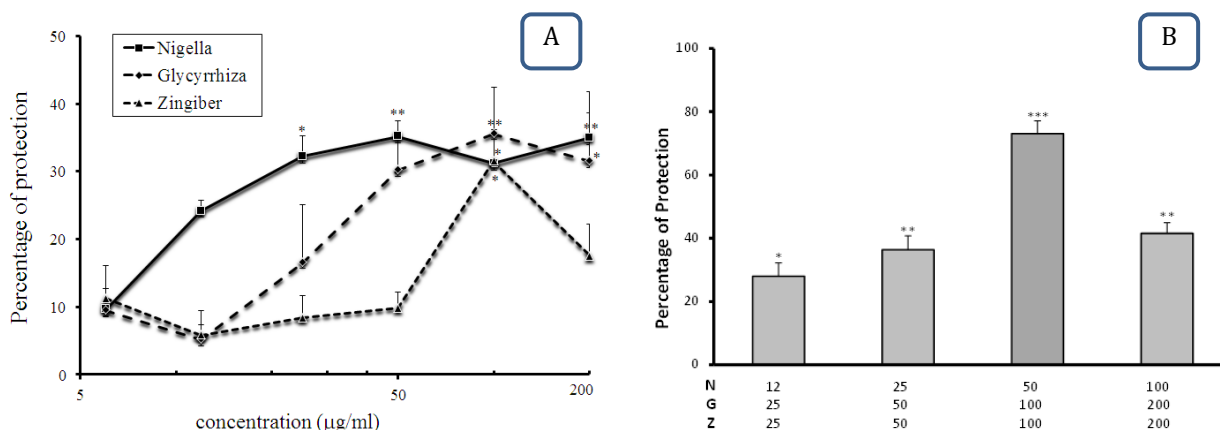 A
50
40
30
20
10
0
Percentage of protection
Nigella
Glycyrrhiza
Zingiber
*
**
**
*
*
**
*
5
50
200
concentration (µg/ml)
B
100
80
60
40
20
0
Percentage of Protection
*
**
***
**
N 12 25 50 100
G 25 50 100 200
Z 25 50 100 200